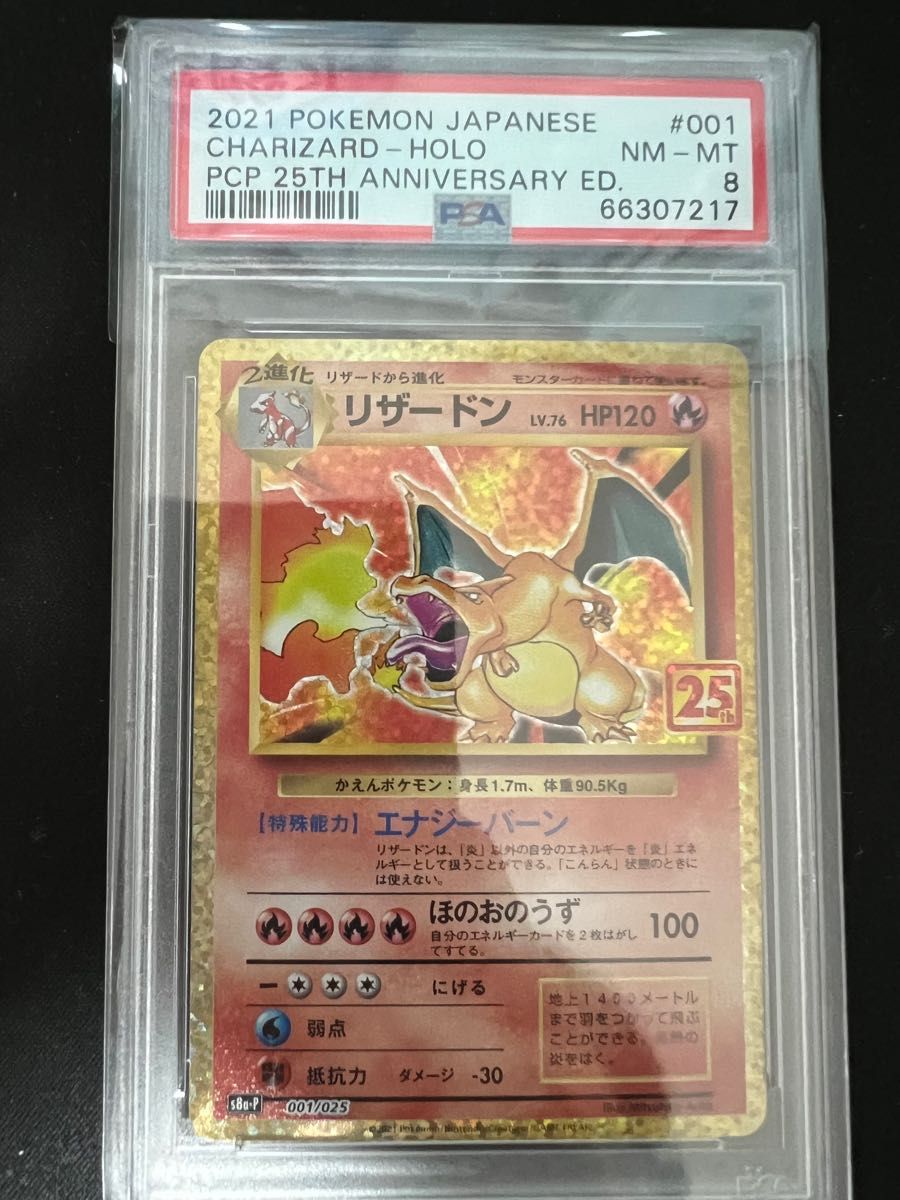 2021 POKEMON JAPANESE #001
CHARIZARD-HOLO NM-MT
PCP 25TH ANNIVERSARY ED. 8
PSA 66307217
2進化 リザードから進化
リザードン LV.76 HP120
25th
かえんポケモン：身長1.7m、体重90.5Kg
【特殊能力】エナジーバーン
リザードンは、「炎」以外の自分のエネルギーを「炎」エネ
ルギーとして扱うことができる。「こんらん」状態のときに
は使えない。
ほのおのうず 100
自分のエネルギーカードを2枚はがし
てすてる。
にげる
弱点
抵抗力 ダメージ -30
地上1400メートル
まで羽をつかって飛ぶ
ことができる。の
炎をはく。
s8a-P 001/025